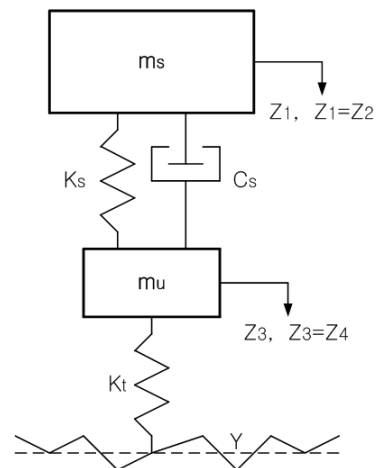 ms
Z1, Z1=Z2
Ks
Cs
mu
Z3, Z3=Z4
Kt
Y